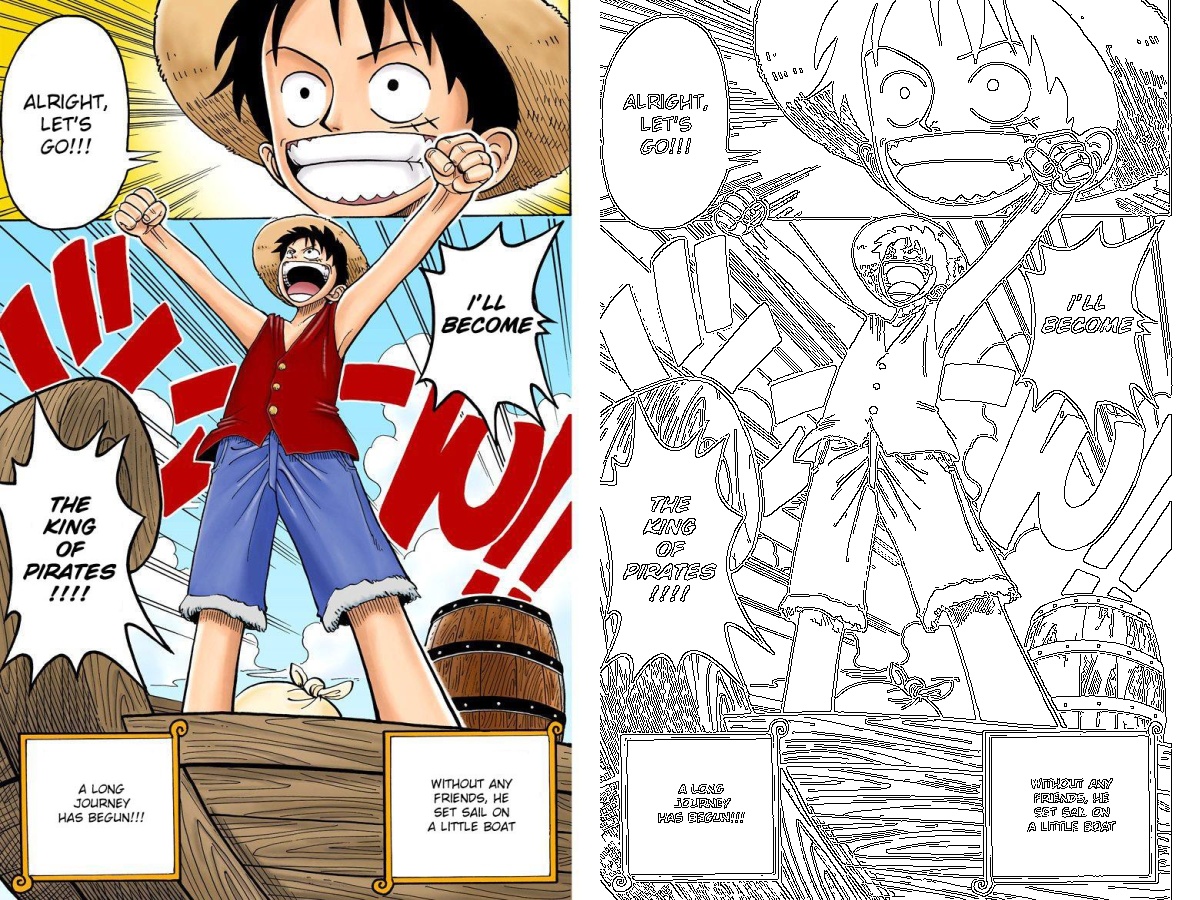 ALRIGHT,
LET'S
GO!!!
I'LL
BECOME
THE
KING
OF
PIRATES
!!!!
A LONG
JOURNEY
HAS BEGUN!!!
WITHOUT ANY
FRIENDS, HE
SET SAIL ON
A LITTLE BOAT
ALRIGHT,
LET'S
GO!!!
I'LL
BECOME
THE
KING
OF
PIRATES
!!!!
A LONG
JOURNEY
HAS BEGUN!!!
WITHOUT ANY
FRIENDS, HE
SET SAIL ON
A LITTLE BOAT